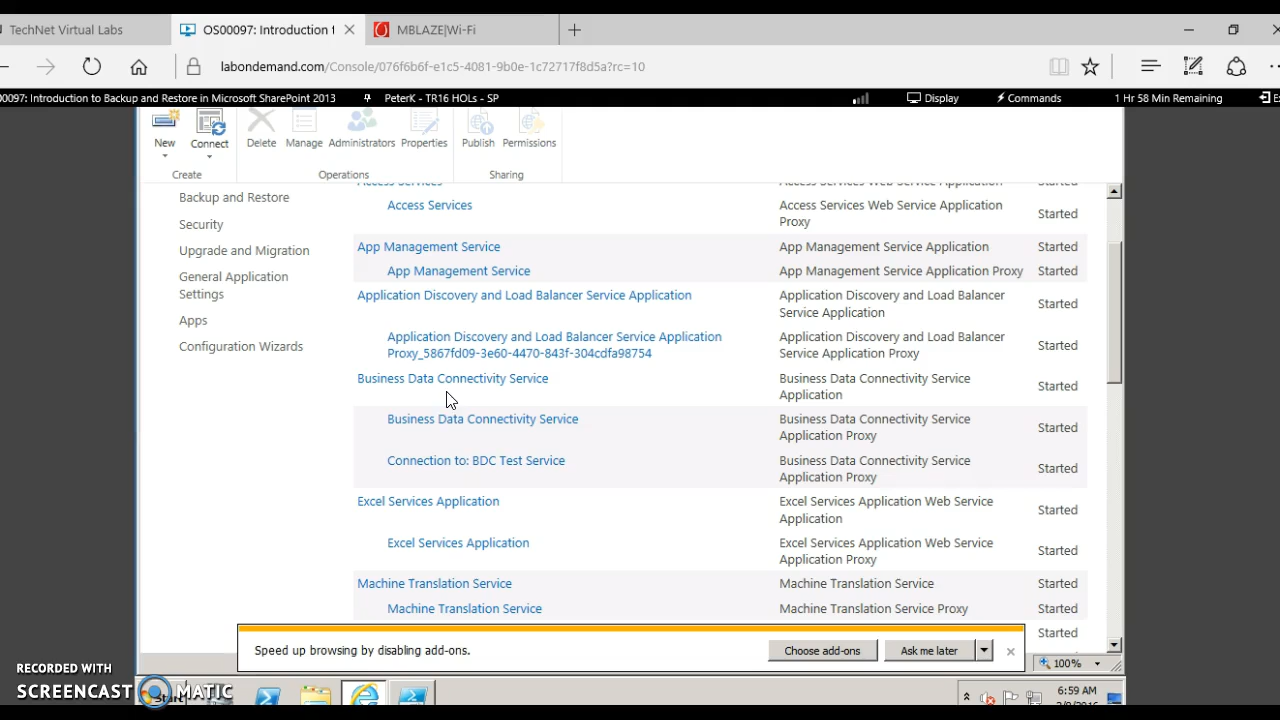 TechNet Virtual Labs
OS00097: Introduction t
MBLAZE|Wi-Fi
labondemand.com/Console/076f6b6f-e1c5-4081-9b0e-1c72717f8d5a?rc=10
0097: Introduction to Backup and Restore in Microsoft SharePoint 2013 PeterK - TR16 HOLs - SP Display Commands 1 Hr 58 Min Remaining E
New Connect Delete Manage Administrators Properties Publish Permissions
Create Operations Sharing
Backup and Restore
Security
Upgrade and Migration
General Application
Settings
Apps
Configuration Wizards
Access Services Access Services Web Service Application Started
Access Services Access Services Web Service Application
Proxy Started
App Management Service App Management Service Application Started
App Management Service App Management Service Application Proxy Started
Application Discovery and Load Balancer Service Application Application Discovery and Load Balancer
Service Application Started
Application Discovery and Load Balancer Service Application Application Discovery and Load Balancer
Proxy_5867fd09-3e60-4470-843f-304cdfa98754 Service Application Proxy Started
Business Data Connectivity Service Business Data Connectivity Service
Application Started
Business Data Connectivity Service Business Data Connectivity Service
Application Proxy Started
Connection to: BDC Test Service Business Data Connectivity Service
Application Proxy Started
Excel Services Application Excel Services Application Web Service
Application Started
Excel Services Application Excel Services Application Web Service
Application Proxy Started
Machine Translation Service Machine Translation Service Started
Machine Translation Service Machine Translation Service Proxy Started
Started
Speed up browsing by disabling add-ons. Choose add-ons Ask me later
100%
RECORDED WITH
SCREENCAST MATIC
Start
6:59 AM